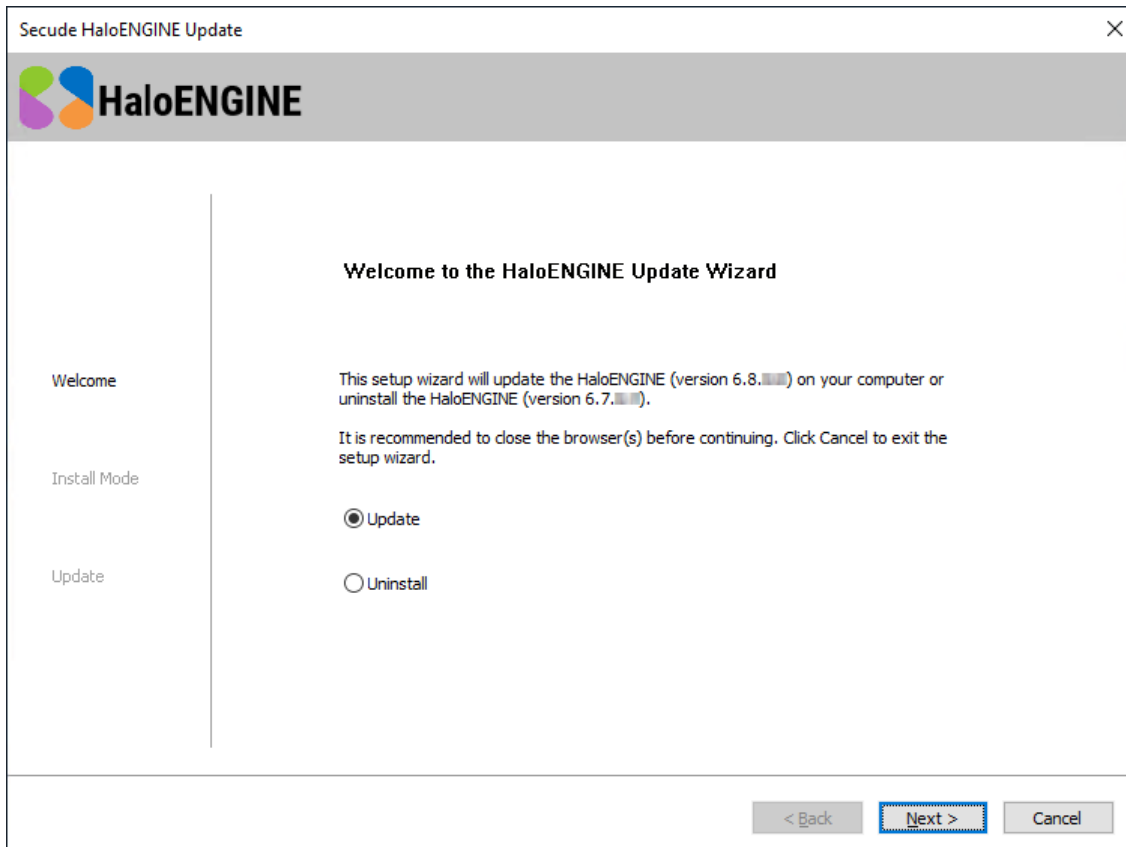 Secude HaloENGINE Update
HaloENGINE
Welcome to the HaloENGINE Update Wizard
Welcome
This setup wizard will update the HaloENGINE (version 6.8.) on your computer or
uninstall the HaloENGINE (version 6.7.).
It is recommended to close the browser(s) before continuing. Click Cancel to exit the
setup wizard.
Install Mode
Update
Update
Uninstall
< Back
Next >
Cancel